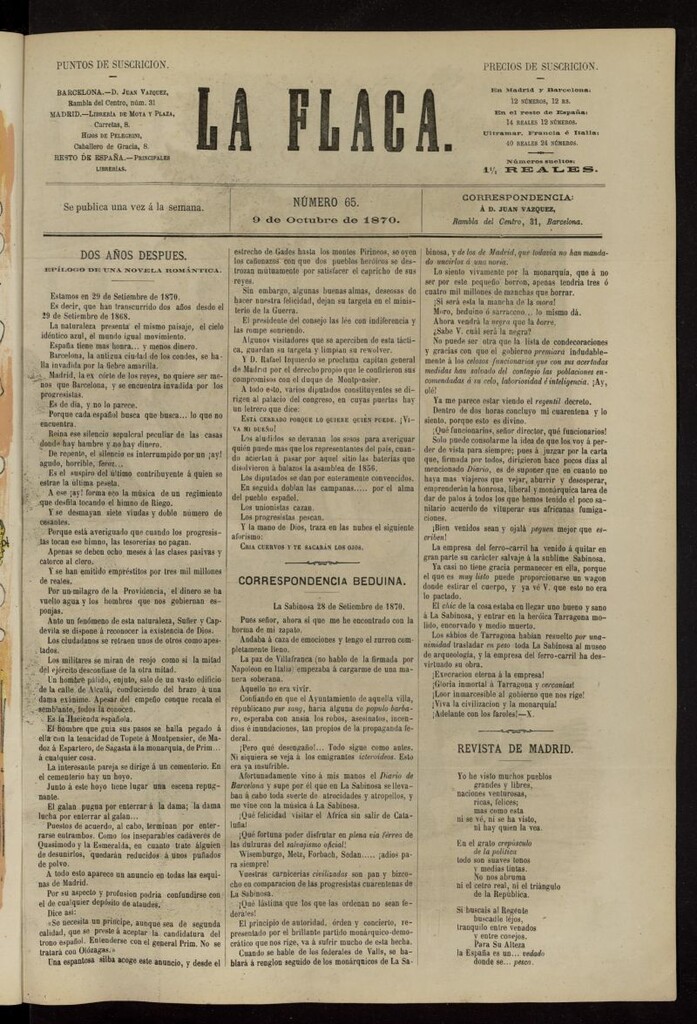 PUNTOS DE SUSCRICION.
BARCELONA.—D. JUAN VAZQUEZ,
Rambla del Centro, núm. 31
MADRID.—LIBRERÍA DE MOYA Y PLAZA,
Carretas, 8.
HIJOS DE PELEGRINI,
Caballero de Gracia, 8.
RESTO DE ESPAÑA.—PRINCIPALES
LIBRERÍAS.
LA FLACA.
PRECIOS DE SUSCRICION.
En Madrid y Barcelona:
12 NÚMEROS, 12 RS.
En el resto de España:
14 REALES 12 NÚMEROS.
Ultramar, Francia é Italia:
40 REALES 24 NÚMEROS.
Números sueltos:
1½ REALES.
Se publica una vez á la semana.
NÚMERO 65.
9 de Octubre de 1870.
CORRESPONDENCIA:
Á D. JUAN VAZQUEZ,
Rambla del Centro, 31, Barcelona.
DOS AÑOS DESPUES.
EPÍLOGO DE UNA NOVELA ROMÁNTICA.
Estamos en 29 de Setiembre de 1870.
Es decir, que han transcurrido dos años desde el
29 de Setiembre de 1868.
La naturaleza presenta el mismo paisaje, el cielo
idéntico azul, el mundo igual movimiento.
España tiene mas honra... y menos dinero.
Barcelona, la antigua ciudad de los condes, se ha-
lla invadida por la fiebre amarilla.
Madrid, la ex córte de los reyes, no quiere ser me-
nos que Barcelona, y se encuentra invadida por los
progresistas.
Es de dia, y no lo parece.
Porque cada español busca que busca... lo que no
encuentra.
Reina ese silencio sepulcral peculiar de las casas
donde hay hambre y no hay dinero.
De repente, el silencio es interrumpido por un ¡ay!
agudo, horrible, feroz...
Es el suspiro del último contribuyente á quien se
estrae la última peseta.
A ese ¡ay! forma eco la música de un regimiento
que desfila tocando el himno de Riego.
Y se desmayan siete viudas y doble número de
cesantes.
Porque está averiguado que cuando los progresis-
tas tocan ese himno, las tesorerías no pagan.
Apenas se deben ocho meses á las clases pasivas y
catorce al clero.
Y se han emitido empréstitos por tres mil millones
de reales.
Por un milagro de la Providencia, el dinero se ha
vuelto agua y los hombres que nos gobiernan es-
ponjas.
Ante un fenómeno de esta naturaleza, Suñer y Cap-
devila se dispone á reconocer la existencia de Dios.
Los ciudadanos se retraen unos de otros como apes-
tados.
Los militares se miran de reojo como si la mitad
del ejército desconfiase de la otra mitad.
Un hombre pálido, enjuto, sale de un vasto edificio
de la calle de Alcalá, conduciendo del brazo á una
dama exánime. Apesar del empeño conque recata el
semblante, todos la conocen.
Es la Hacienda española.
El hombre que guia sus pasos se halla pegado á
ella con la tenacidad de Topete á Montpensier, de Ma-
doz á Espartero, de Sagasta á la monarquia, de Prim...
á cualquier cosa.
La interesante pareja se dirige á un cementerio. En
el cementerio un hoyo.
Junto á este hoyo tiene lugar una escena repug-
nante.
El galan pugna por enterrar á la dama; la dama
lucha por enterrar al galan...
Puestos de acuerdo, al cabo, terminan por enter-
rarse entrambos. Como los inseparables cadáveres de
Quasimodo y la Esmeralda, en cuanto trate alguien
de desunirlos, quedarán reducidos á unos puñados
de polvo.
A todo esto aparece un anuncio en todas las esqui-
nas de Madrid.
Por su aspecto y profusion podria confundirse con
el de cualquier depósito de ataudes.
Dice así:
«Se necesita un príncipe, aunque sea de segunda
calidad, que se preste á aceptar la candidatura del
trono español. Entenderse con el general Prim. No se
tratará con Olózaga.»
Una espantosa silba acoge este anuncio, y desde el
estrecho de Gades hasta los montes Pirineos, se oyen
los cañonazos con que dos pueblos heróicos se des-
trozan mútuamente por satisfacer el capricho de sus
reyes.
Sin embargo, algunas buenas almas, deseosas de
hacer nuestra felicidad, dejan su targeta en el minis-
terio de la Guerra.
El presidente del consejo las lée con indiferencia y
las rompe sonriendo.
Algunos visitadores que se aperciben de esta tácti-
ca, guardan su targeta y limpian su revolver.
Y D. Rafael Izquierdo se proclama capitan general
de Madrid por el derecho propio que le confirieron sus
compromisos con el duque de Montpensier.
A todo esto, varios diputados constituyentes se di-
rigen al palacio del congreso, en cuyas puertas hay
un letrero que dice:
ESTÁ CERRADO PORQUE LO QUIERE QUIÉN PUEDE. ¡VI-
VA MI DUEÑO!
Los aludidos se devanan los sesos para averiguar
quién puede mas que los representantes del pais, cuan-
do aciertan á pasar por aquel sitio las baterías que
disolvieron á balazos la asamblea de 1856.
Los diputados se dan por enteramente convencidos.
En seguida doblan las campanas..... por el alma
del pueblo español.
Los unionistas cazan.
Los progresistas pescan.
Y la mano de Dios, traza en las nubes el siguiente
aforismo:
CRIA CUERVOS Y TE SACARÁN LOS OJOS.
CORRESPONDENCIA BEDUINA.
La Sabinosa 28 de Setiembre de 1870.
Pues señor, ahora si que me he encontrado con la
horma de mi zapato.
Andaba á caza de emociones y tengo el zurron com-
pletamente lleno.
La paz de Villafranca (no hablo de la firmada por
Napoleon en Italia) empezaba á cargarme de una ma-
nera soberana.
Aquello no era vivir.
Confiando en que el Ayuntamiento de aquella villa,
republicano pur sang, haria alguna de populo barba-
ro, esperaba con ansia los robos, asesinatos, incen-
dios é inundaciones, tan propios de la propaganda fe-
deral.
¡Pero qué desengaño!... Todo sigue como antes.
Ni siquiera se veja á los emigrantes ictercideos. Esto
era ya insufrible.
Afortunadamente vino á mis manos el Diario de
Barcelona y supe por él que en La Sabinosa se lleva-
ban á cabo toda suerte de atrocidades y atropellos, y
me vine con la música á La Sabinosa.
¡Qué felicidad visitar el Africa sin salir de Cata-
luña!
¡Qué fortuna poder disfrutar en plena via férrea de
las dulzuras del salvajismo oficial!
Wisemburgo, Metz, Forbach, Sedan..... ¡adios para
siempre!
Vuestras carnicerías civilizadas son pan y bizco-
cho en comparacion de las progresistas cuarentenas de
La Sabinosa.
¡Qué lástima que los que las ordenan no sean fe-
derales!
El principio de autoridad, órden y concierto, re-
presentado por el brillante partido monárquico-demo-
crático que nos rige, va á sufrir mucho de esta hecha.
Cuando se hable de los federales de Valls, se ha-
blará á renglon seguido de los monárquicos de La Sa-
binosa, y de los de Madrid, que todavía no han manda-
do uncirlos á una noria.
Lo siento vivamente por la monarquía, que á no
ser por este pequeño borron, apenas tendria tres ó
cuatro mil millones de manchas que borrar.
¡Si será esta la mancha de la mora!
Moro, beduino ó sarraceno... lo mismo dá.
Ahora vendrá la negra que la borre.
¿Sabe V. cuál será la negra?
No puede ser otra que la lista de condecoraciones
y gracias con que el gobierno premiará indudable-
mente á los celosos funcionarios que con sus acertadas
medidas han salvado del contagio las poblaciones en-
comendadas á su celo, laboriosidad é inteligencia. ¡Ay,
olé!
Ya me parece estar viendo el regentil decreto.
Dentro de dos horas concluyo mi cuarentena y lo
siento, porque esto es divino.
¡Qué funcionarios, señor director, qué funcionarios!
Solo puede consolarme la idea de que los voy á per-
der de vista para siempre; pues á juzgar por la carta
que, firmada por todos, dirigieron hace pocos dias al
mencionado Diario, es de suponer que en cuanto no
haya mas viajeros que vejar, aburrir y desesperar,
emprenderán la honrosa, liberal y monárquica tarea de
dar de palos á todos los que hemos tenido el poco sa-
nitario acuerdo de vituperar sus africanas fumiga-
ciones.
¡Bien venidos sean y ojalá peguen mejor que es-
criben!
La empresa del ferro-carril ha venido á quitar en
gran parte su carácter salvaje á la sublime Sabinosa.
Ya casi no tiene gracia permanecer en ella, porque
el que es muy listo puede proporcionarse un wagon
donde estirar el cuerpo, y ya vé V. que esto no era
lo pactado.
El chic de la cosa estaba en llegar uno bueno y sano
á La Sabinosa, y entrar en la heróica Tarragona mo-
lido, encorvado y medio muerto.
Los sábios de Tarragona habian resuelto por una-
nimidad trasladar en peso toda La Sabinosa al museo
de arqueología, y la empresa del ferro-carril ha des-
virtuado su obra.
¡Execracion eterna á la empresa!
¡Gloria inmortal á Tarragona y cercanías!
¡Loor inmarcesible al gobierno que nos rige!
¡Viva la civilizacion y la monarquia!
¡Adelante con los faroles!—X.
REVISTA DE MADRID.
Yo he visto muchos pueblos
grandes y libres,
naciones venturosas,
ricas, felices;
mas como esta
ni se vé, ni se ha visto,
ni hay quien la vea.
En el grato crepúsculo
de la política
todo son suaves tonos
y medias tintas.
No nos abruma
ni el cetro real, ni el triángulo
de la República.
Si buscais al Regente
buscadle léjos,
tranquilo entre venados
y entre conejos.
Para Su Alteza
la España es un... vedado
donde se... pesca.